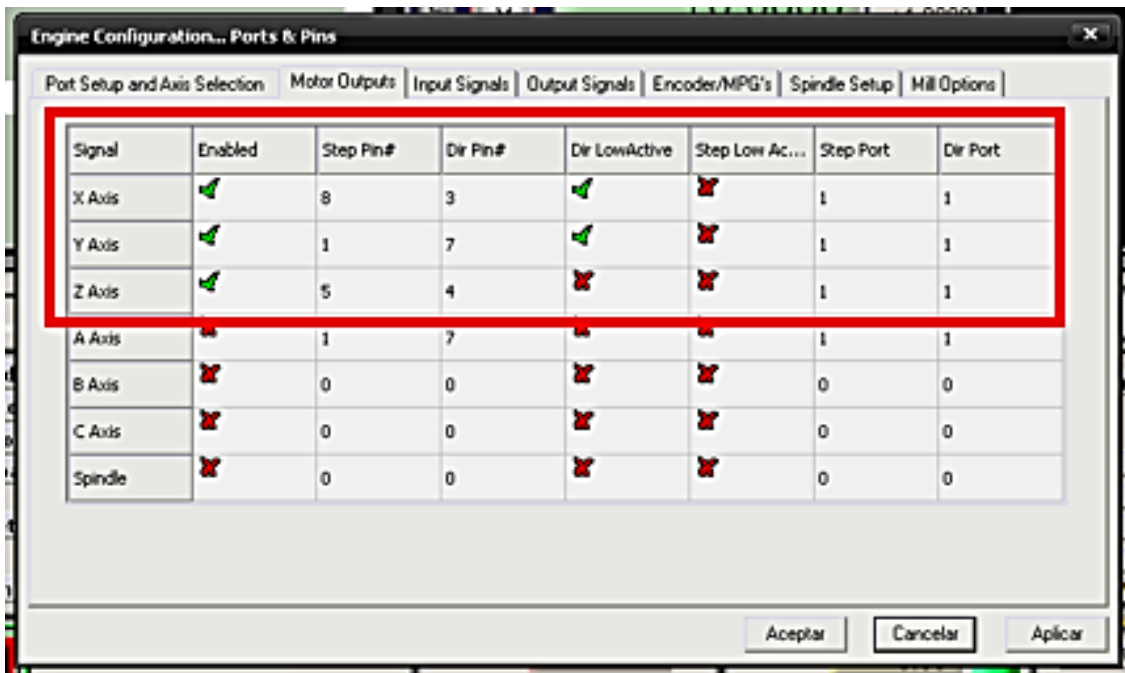 Engine Configuration... Ports & Pins
Port Setup and Axis Selection Motor Outputs Input Signals Output Signals Encoder/MPG's Spindle Setup Mill Options
Signal Enabled Step Pin# Dir Pin# Dir LowActive Step Low Ac... Step Port Dir Port
X Axis 8 3 1 1
Y Axis 1 7 1 1
Z Axis 5 4 1 1
A Axis 1 7 1 1
B Axis 0 0 0 0
C Axis 0 0 0 0
Spindle 0 0 0 0
Aceptar Cancelar Aplicar